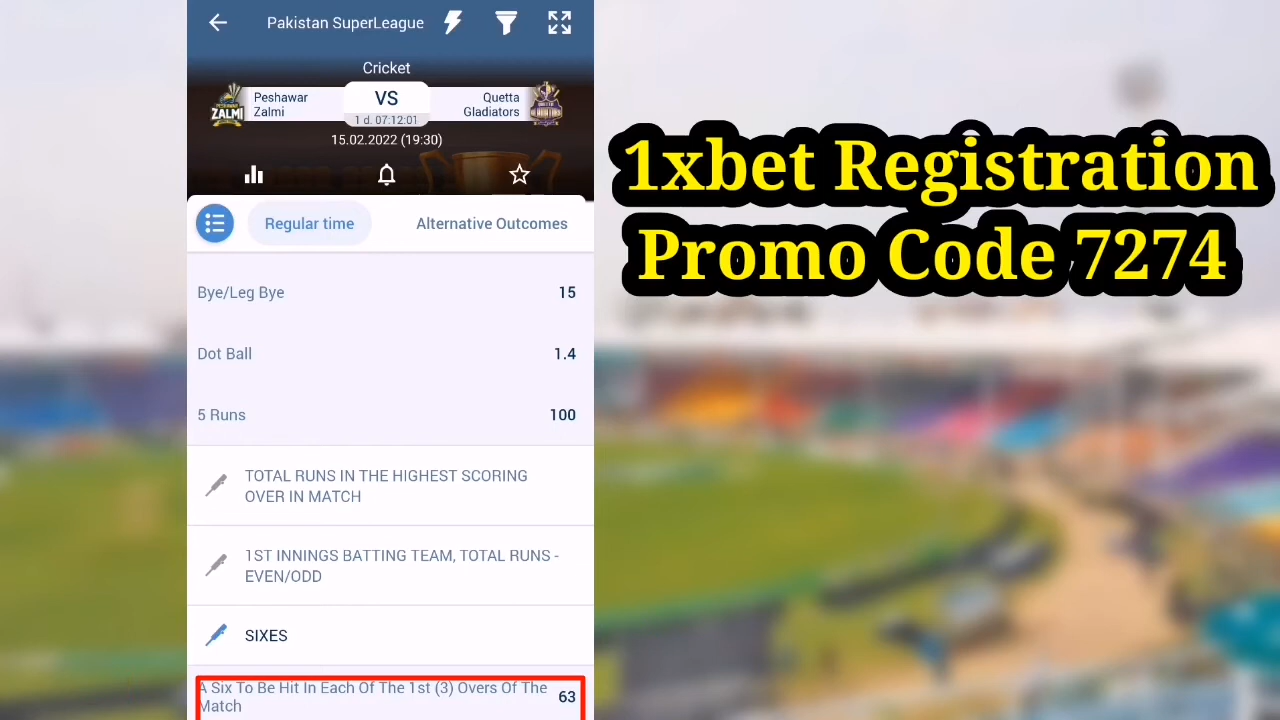 Pakistan SuperLeague
Cricket
Peshawar
Zalmi
VS
Quetta
Gladiators
1 d. 07:12:01
15.02.2022 (19:30)
ZALMI
Regular time
Alternative Outcomes
Bye/Leg Bye 15
Dot Ball 1.4
5 Runs 100
TOTAL RUNS IN THE HIGHEST SCORING
OVER IN MATCH
1ST INNINGS BATTING TEAM, TOTAL RUNS -
EVEN/ODD
SIXES
A Six To Be Hit In Each Of The 1st (3) Overs Of The
Match
63
1xbet Registration
Promo Code 7274